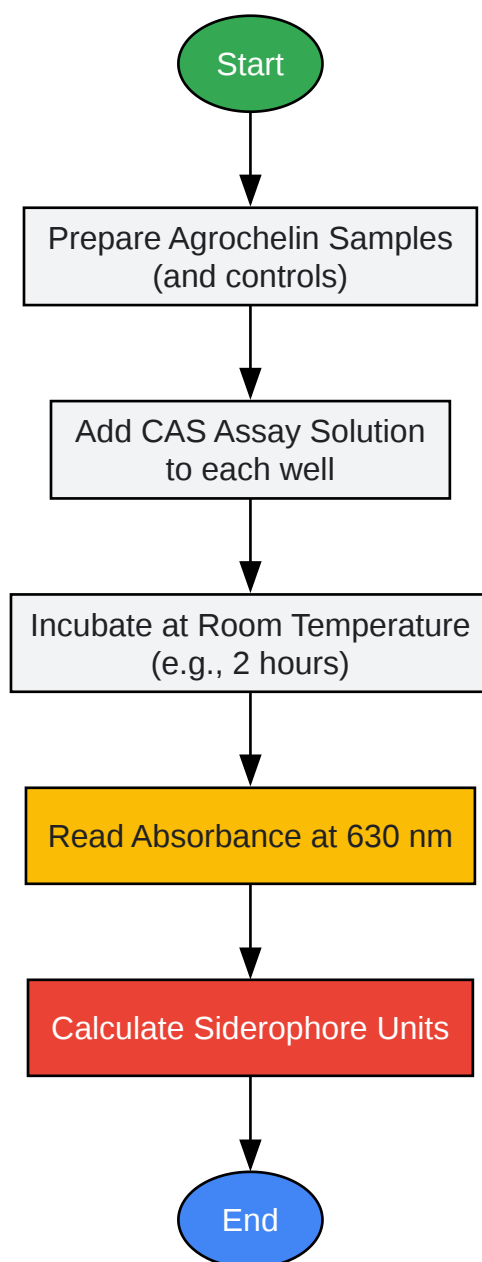 Start
Prepare Agrochelin Samples
(and controls)
Add CAS Assay Solution
to each well
Incubate at Room Temperature
(e.g., 2 hours)
Read Absorbance at 630 nm
Calculate Siderophore Units
End